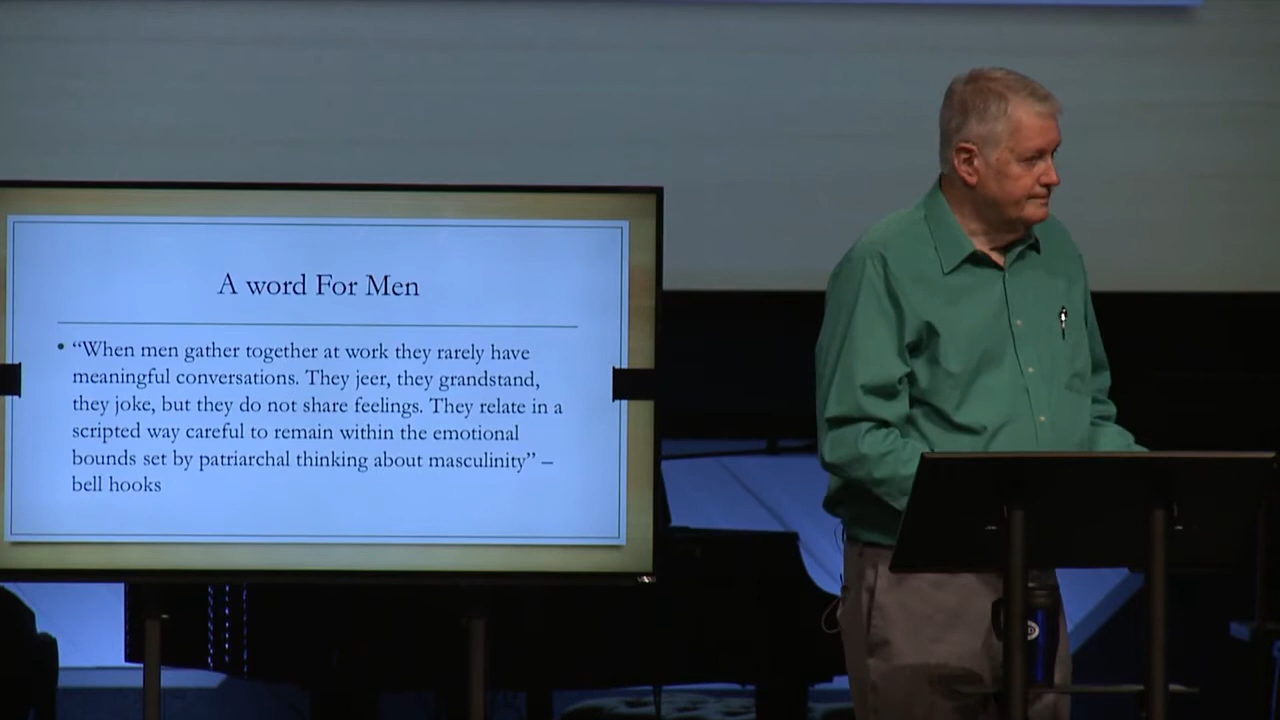 A word For Men
• “When men gather together at work they rarely have
meaningful conversations. They jeer, they grandstand,
they joke, but they do not share feelings. They relate in a
scripted way careful to remain within the emotional
bounds set by patriarchal thinking about masculinity” –
bell hooks